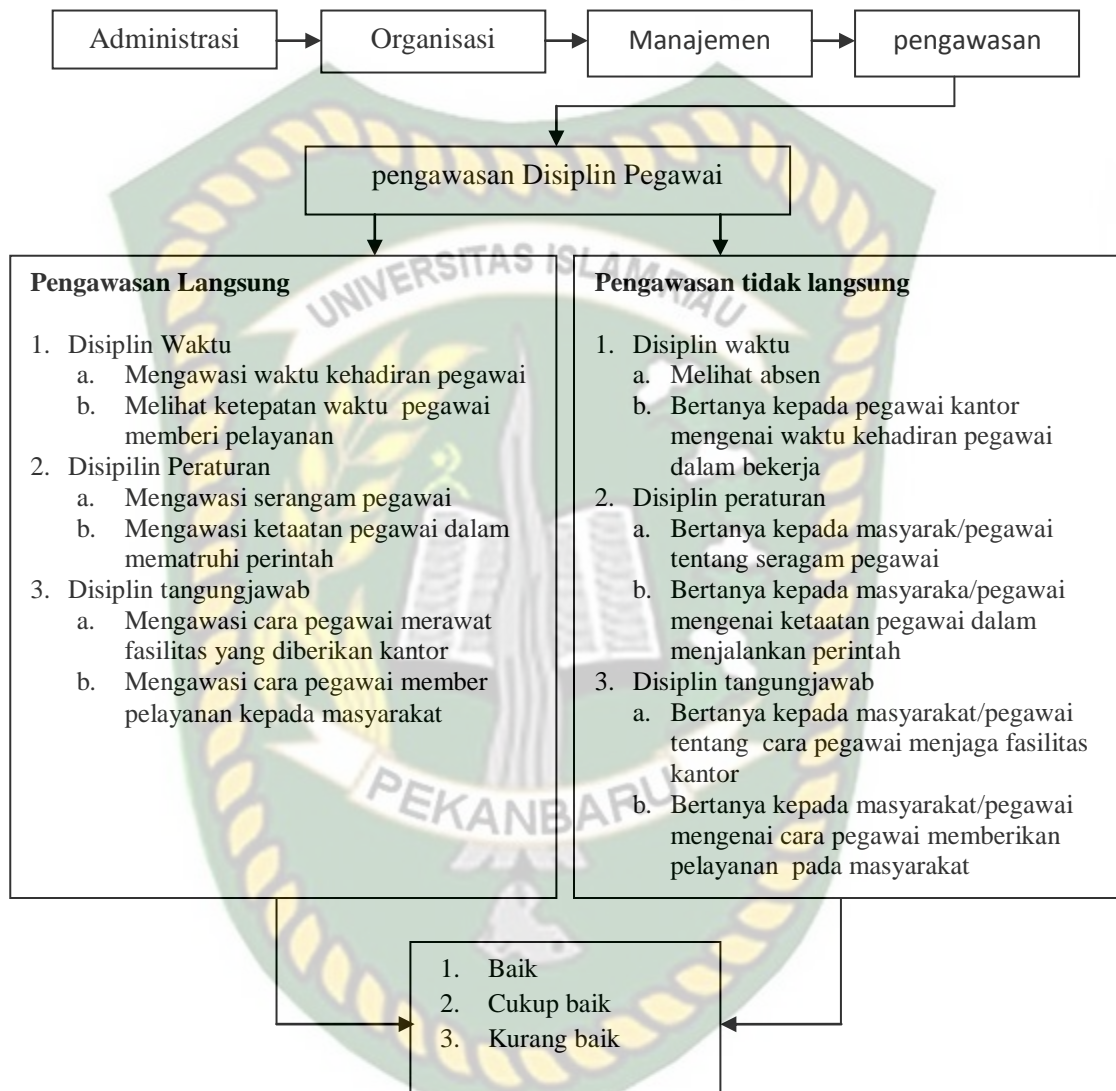 Administrasi
Organisasi
Manajemen
pengawasan
pengawasan Disiplin Pegawai
Pengawasan Langsung
1. Disiplin Waktu
a. Mengawasi waktu kehadiran pegawai
b. Melihat ketepatan waktu pegawai
memberi pelayanan
2. Disipilin Peraturan
a. Mengawasi serangam pegawai
b. Mengawasi ketaatan pegawai dalam
mematruhi perintah
3. Disiplin tangungjawab
a. Mengawasi cara pegawai merawat
fasilitas yang diberikan kantor
b. Mengawasi cara pegawai member
pelayanan kepada masyarakat
Pengawasan tidak langsung
1. Disiplin waktu
a. Melihat absen
b. Bertanya kepada pegawai kantor
mengenai waktu kehadiran pegawai
dalam bekerja
2. Disiplin peraturan
a. Bertanya kepada masyarak/pegawai
tentang seragam pegawai
b. Bertanya kepada masyaraka/pegawai
mengenai ketaatan pegawai dalam
menjalankan perintah
3. Disiplin tangungjawab
a. Bertanya kepada masyarakat/pegawai
tentang cara pegawai menjaga fasilitas
kantor
b. Bertanya kepada masyarakat/pegawai
mengenai cara pegawai memberikan
pelayanan pada masyarakat
1. Baik
2. Cukup baik
3. Kurang baik
UNIVERSITAS ISLAM RIAU
PEKANBARU